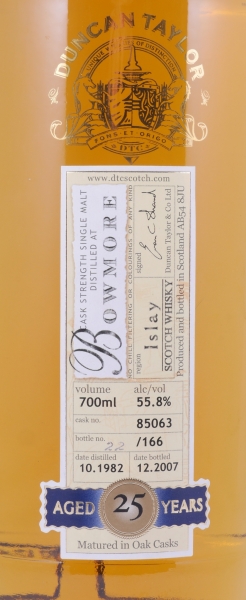 DUNCAN TAYLOR
FONS·ET·ORIGO
DTC
www.dtcscotch.com
CASK STRENGTH SINGLE MALT
DISTILLED AT
BOWMORE
NO CHILL FILTERING OR COLOURINGS OF ANY KIND
signed
Duncan Taylor & Co Ltd
region
Islay
SCOTCH WHISKY
Produced and bottled in Scotland AB54 8JU
volume
alc/vol
700ml
55.8%
cask no.
85063
bottle no.
22 /166
date distilled
date bottled
10.1982
12.2007
AGED 25 YEARS
Matured in Oak Casks